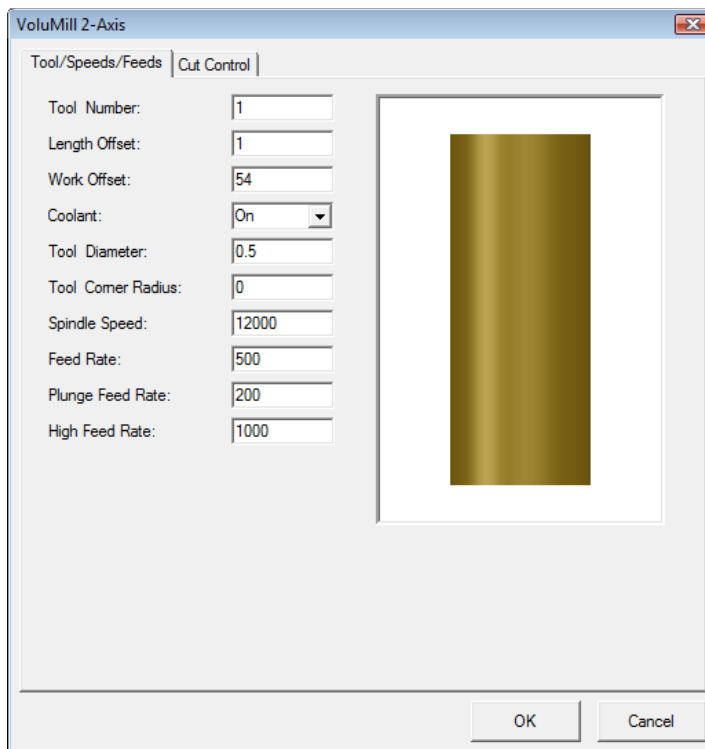 VoluMill 2-Axis
Tool/Speeds/Feeds Cut Control
Tool Number: 1
Length Offset: 1
Work Offset: 54
Coolant: On
Tool Diameter: 0.5
Tool Corner Radius: 0
Spindle Speed: 12000
Feed Rate: 500
Plunge Feed Rate: 200
High Feed Rate: 1000
OK Cancel